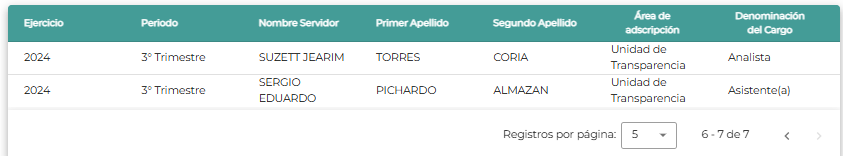 Ejercicio Periodo Nombre Servidor Primer Apellido Segundo Apellido Área de adscripción Denominación del Cargo
2024 3° Trimestre SUZETT JEARIM TORRES CORIA Unidad de Transparencia Analista
2024 3° Trimestre SERGIO EDUARDO PICHARDO ALMAZAN Unidad de Transparencia Asistente(a)
Registros por página: 5 6 - 7 de 7